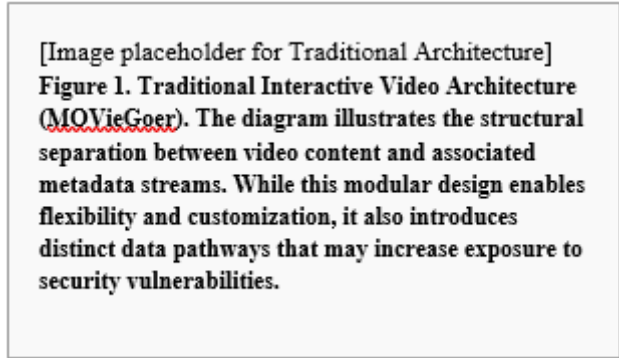 [Image placeholder for Traditional Architecture]
Figure 1. Traditional Interactive Video Architecture
(MOVieGoer). The diagram illustrates the structural
separation between video content and associated
metadata streams. While this modular design enables
flexibility and customization, it also introduces
distinct data pathways that may increase exposure to
security vulnerabilities.